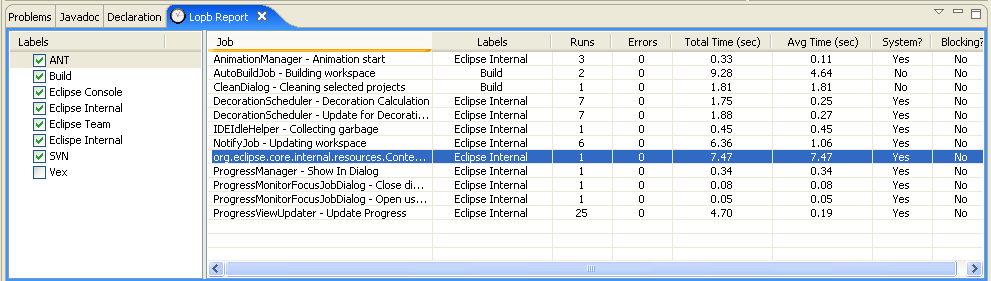 Problems Javadoc Declaration Lopb Report
Labels
ANT
Build
Eclipse Console
Eclipse Internal
Eclipse Team
Eclispe Internal
SVN
Vex
Job Labels Runs Errors Total Time (sec) Avg Time (sec) System? Blocking?
AnimationManager - Animation start Eclipse Internal 3 0 0.33 0.11 Yes No
AutoBuildJob - Building workspace Build 2 0 9.28 4.64 No No
CleanDialog - Cleaning selected projects Build 1 0 1.81 1.81 No No
DecorationScheduler - Decoration Calculation Eclipse Internal 7 0 1.75 0.25 Yes No
DecorationScheduler - Update for Decorati... Eclipse Internal 7 0 1.88 0.27 Yes No
IDEIdleHelper - Collecting garbage Eclipse Internal 1 0 0.45 0.45 Yes No
NotifyJob - Updating workspace Eclipse Internal 6 0 6.36 1.06 Yes No
org.eclipse.core.internal.resources.Conte... Eclipse Internal 1 0 7.47 7.47 Yes No
ProgressManager - Show In Dialog Eclipse Internal 1 0 0.34 0.34 Yes No
ProgressMonitorFocusJobDialog - Close di... Eclipse Internal 1 0 0.08 0.08 Yes No
ProgressMonitorFocusJobDialog - Open us... Eclipse Internal 1 0 0.05 0.05 Yes No
ProgressViewUpdater - Update Progress Eclipse Internal 25 0 4.70 0.19 Yes No